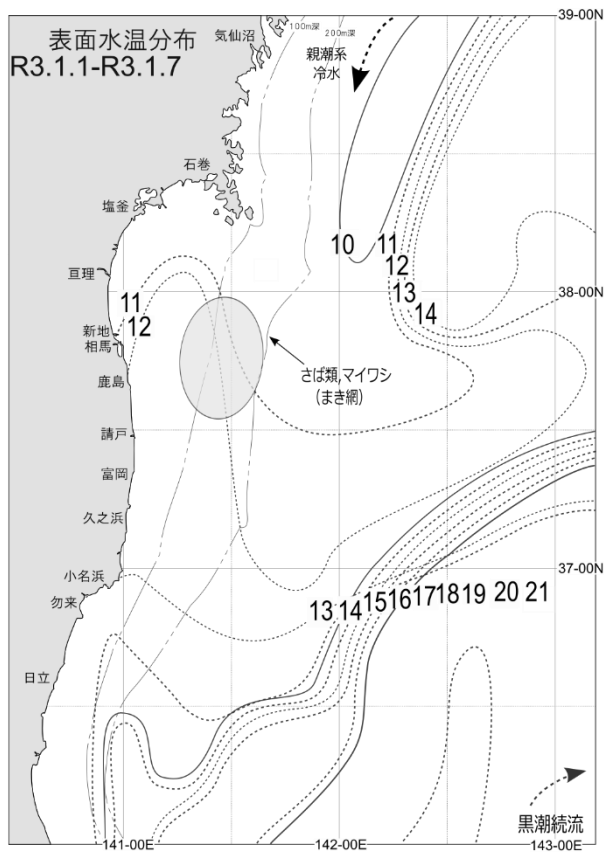 表面水温分布
R3.1.1-R3.1.7
気仙沼
100m深
200m深
39-00N
親潮系
冷水
石巻
塩釜
10
11
12
13
14
亘理
38-00N
11
12
新地
相馬
鹿島
さば類,マイワシ
(まき網)
請戸
富岡
久之浜
小名浜
37-00N
勿来
13 14 15 16 17 18 19 20 21
日立
黒潮続流
141-00E
142-00E
143-00E